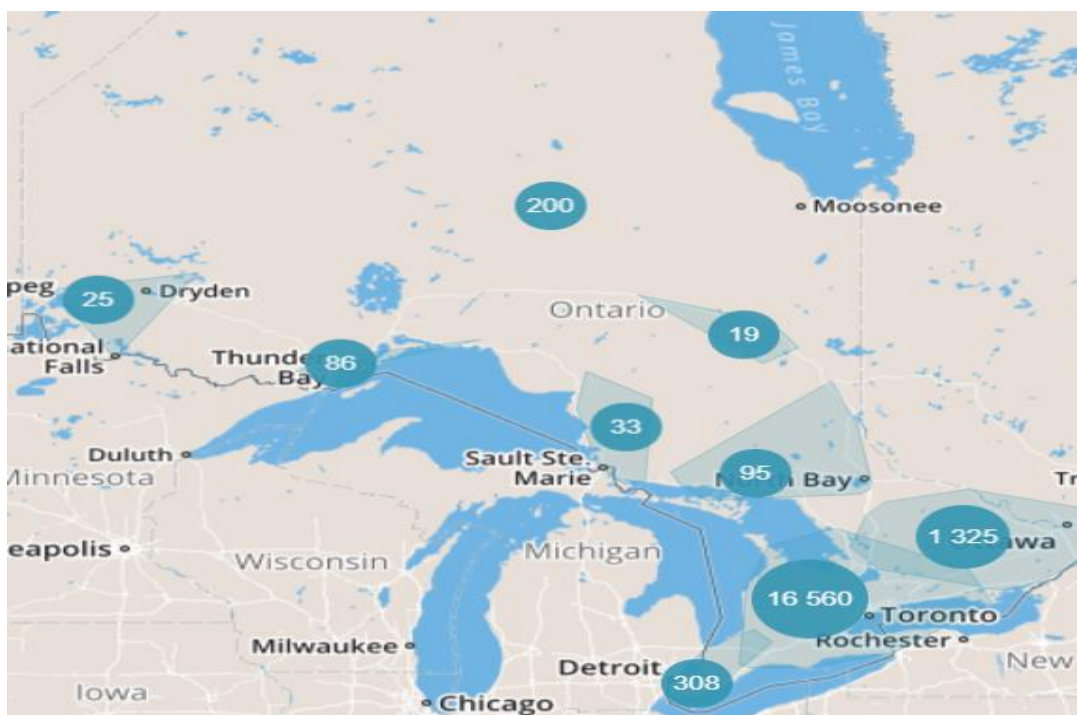 James Bay
200
Moosonee
peg
25
Dryden
Ontario
19
ational
Falls
Thunder
Bay
86
33
Duluth
Sault Ste.
Marie
95
Bay
Minnesota
Tr
1 325
awa
eapolis
Wisconsin
Michigan
16 560
Toronto
Rochester
Milwaukee
Detroit
308
New
Iowa
Chicago